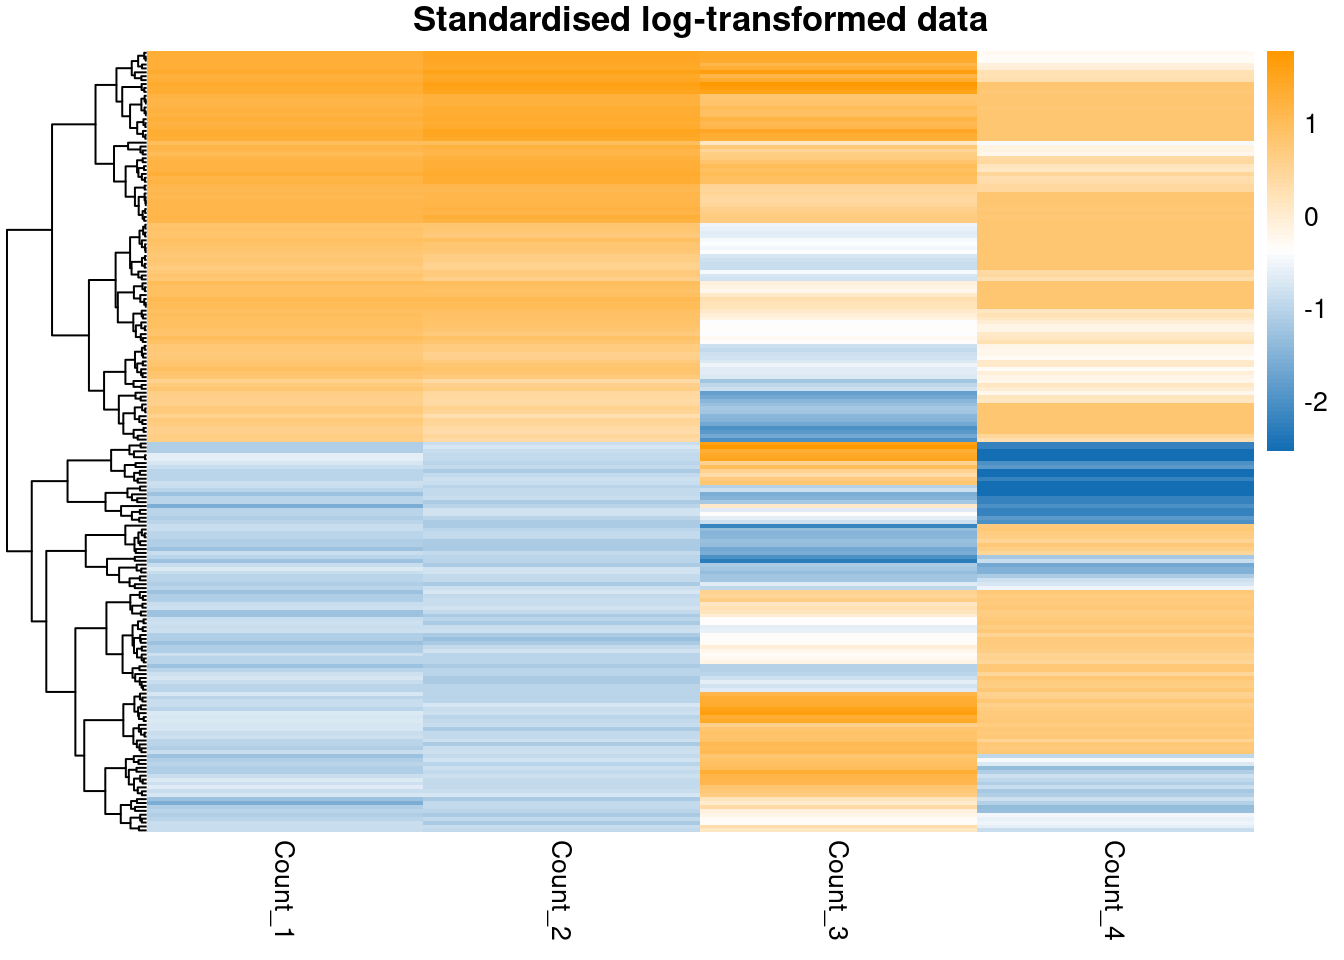 Standardised log-transformed data
1
0
-1
-2
Count_1
Count_2
Count_3
Count_4